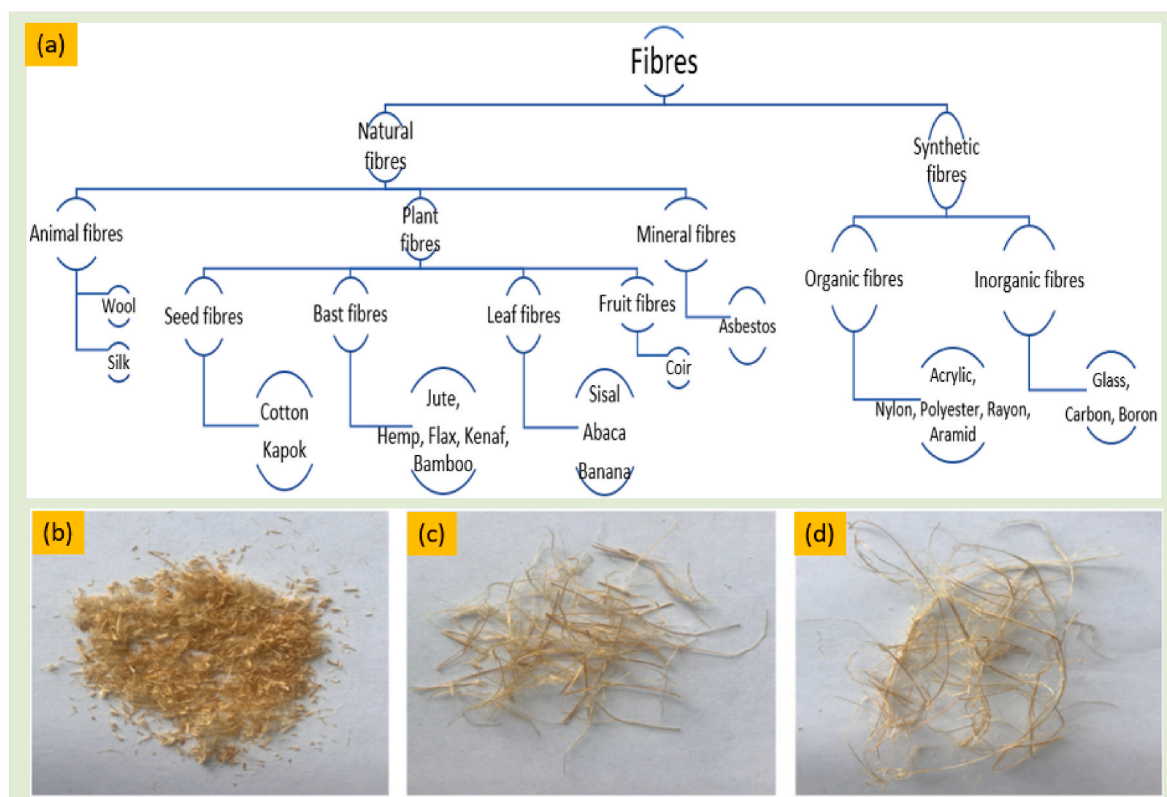 (a)
Fibres
Natural
fibres
Synthetic
fibres
Animal fibres
Plant
fibres
Mineral fibres
Organic fibres
Inorganic fibres
Wool
Silk
Seed fibres
Bast fibres
Leaf fibres
Fruit fibres
Asbestos
Coir
Cotton
Kapok
Jute,
Hemp, Flax, Kenaf,
Bamboo
Sisal
Abaca
Banana
Acrylic,
Nylon, Polyester, Rayon,
Aramid
Glass,
Carbon, Boron
(b)
(c)
(d)